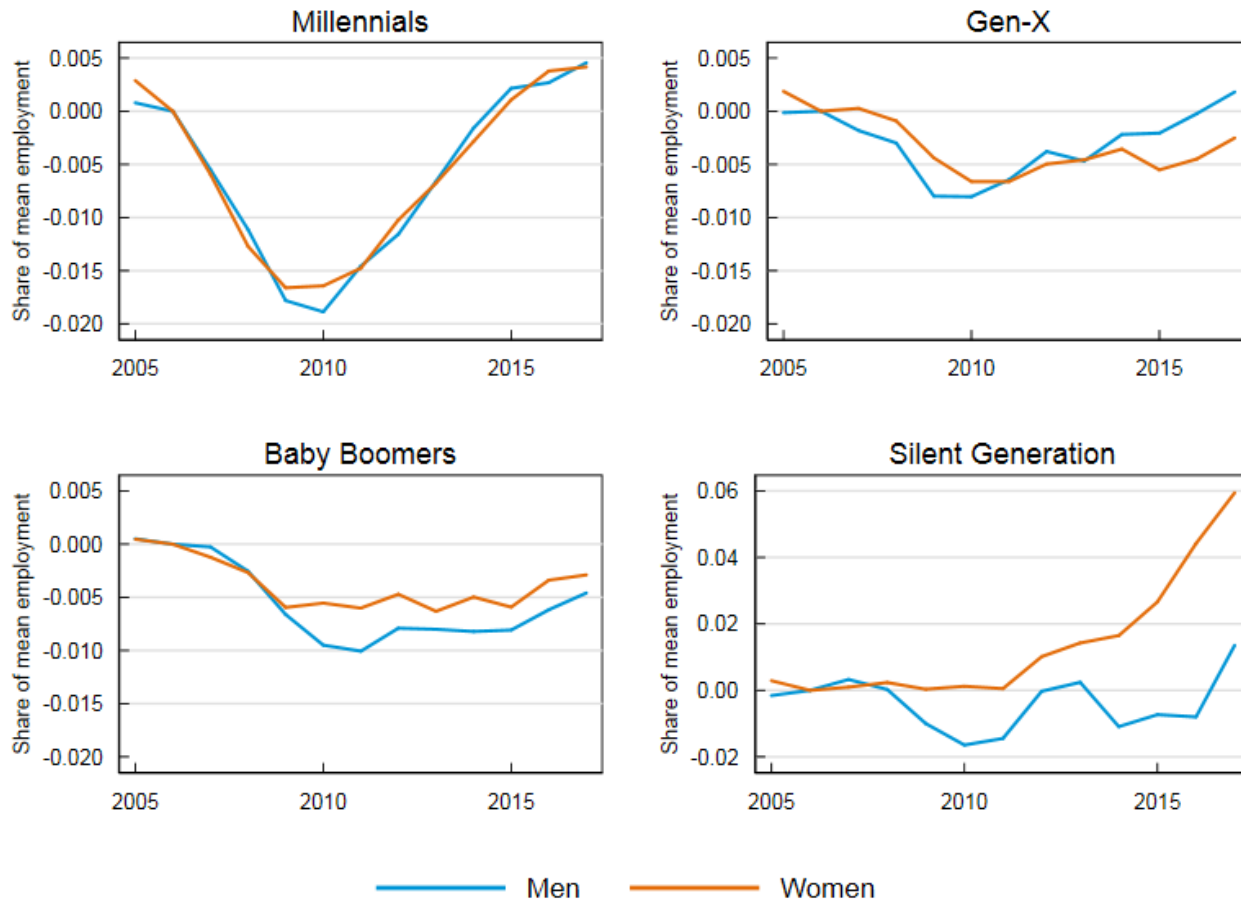 Millennials
Share of mean employment
0.005
0.000
-0.005
-0.010
-0.015
-0.020
2005 2010 2015
Gen-X
Share of mean employment
0.005
0.000
-0.005
-0.010
-0.015
-0.020
2005 2010 2015
Baby Boomers
Share of mean employment
0.005
0.000
-0.005
-0.010
-0.015
-0.020
2005 2010 2015
Silent Generation
Share of mean employment
0.06
0.04
0.02
0.00
-0.02
2005 2010 2015
Men Women